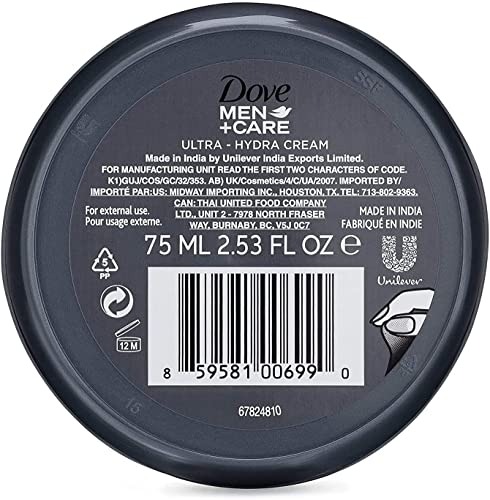 Dove
MEN
+CARE
ULTRA - HYDRA CREAM
Made in India by Unilever India Exports Limited.
FOR MANUFACTURING UNIT READ THE FIRST TWO CHARACTERS OF CODE.
K1)GUJ/COS/GC/32/353. AB) UK/Cosmetics/4/C/UA/2007. IMPORTED BY/
IMPORTÉ PAR:US: MIDWAY IMPORTING INC., HOUSTON, TX. TEL: 713-802-9363.
CAN: THAI UNITED FOOD COMPANY
LTD., UNIT 2 - 7978 NORTH FRASER
WAY, BURNABY, BC, V5J 0C7
For external use.
Pour usage externe.
MADE IN INDIA
FABRIQUÉ EN INDIE
75 ML 2.53 FL OZ e
5
PP
Unilever
12 M
8 59581 00699 0
67824810
15